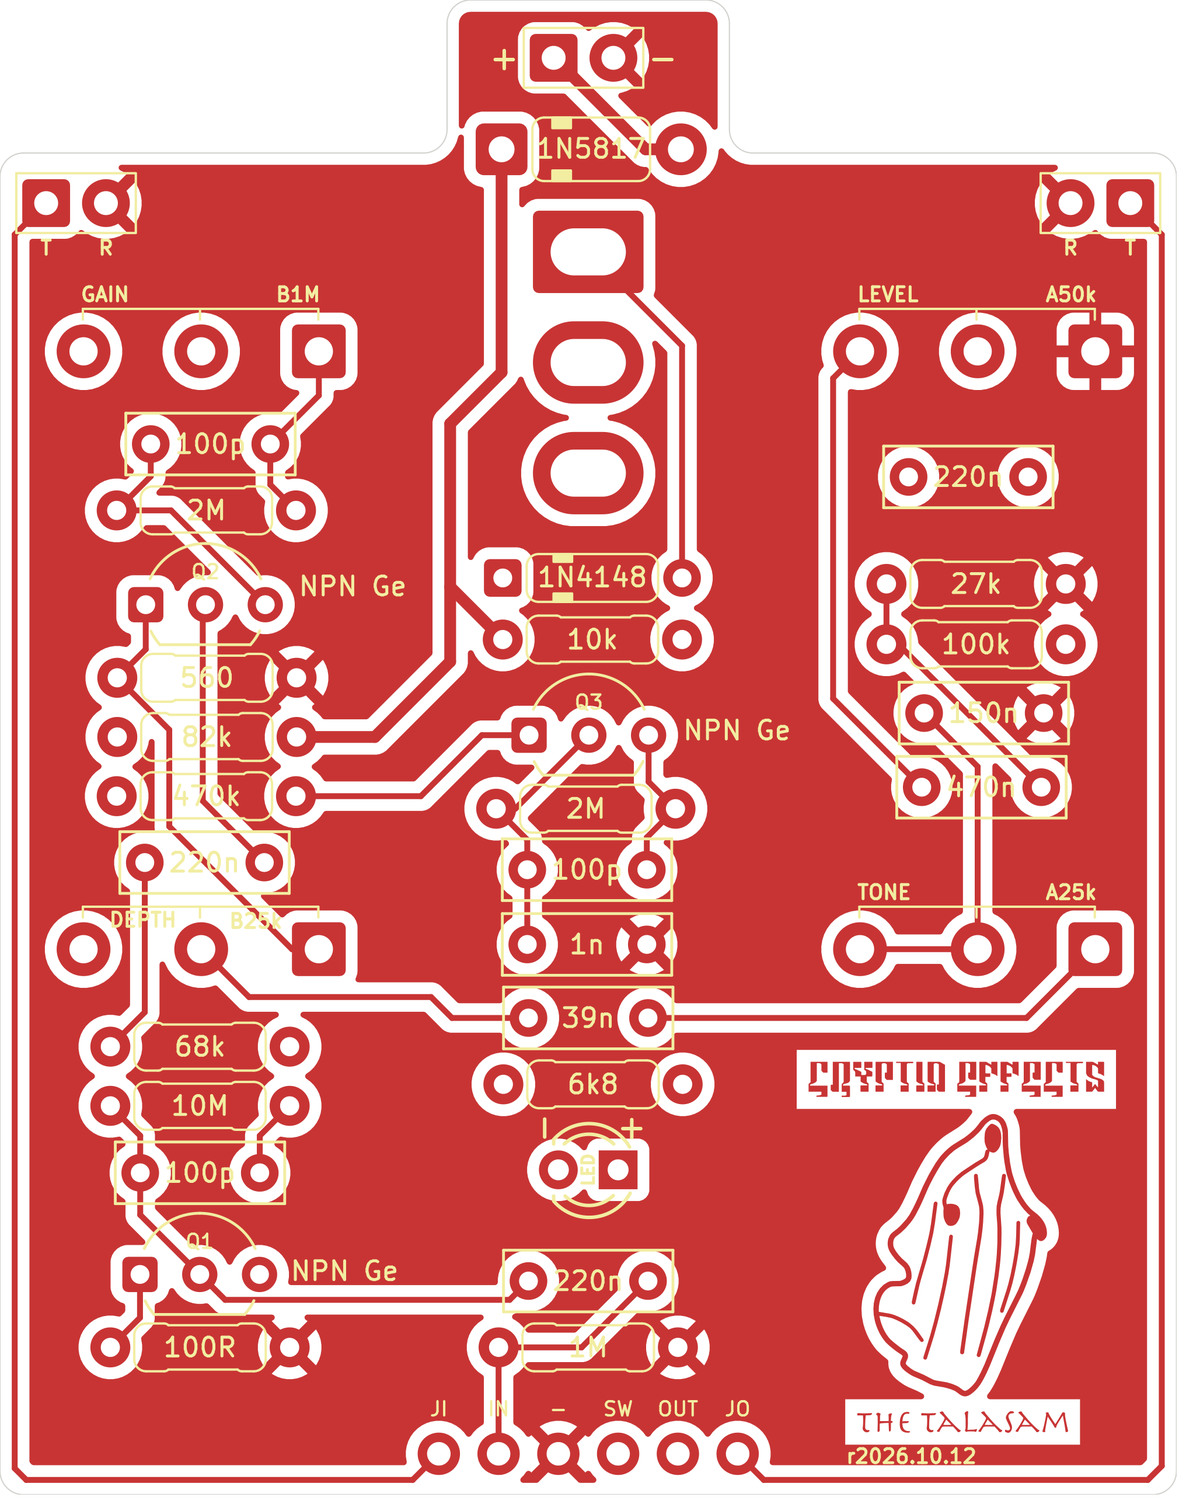 + -
1N5817
T R
R T
GAIN B1M
LEVEL A50k
100p
220n
2M
1N4148
27k
Q2
NPN Ge
10k
100k
560
Q3
NPN Ge
150n
82k
470k
2M
470n
220n
100p
DEPTH B25k
1n
TONE A25k
39n
68k
6k8
10M
- +
LED
100p
Q1
NPN Ge
220n
100R
1M
JI IN - SW OUT JO
THE TALASAM
r2026.10.12